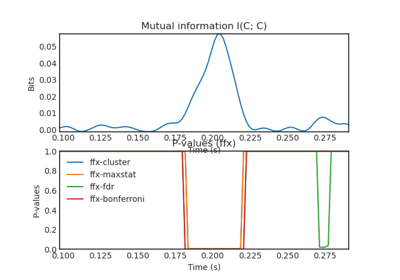 Mutual information I(C; C)
0.05
0.04
0.03
0.02
0.01
0.00
Bits
0.100 0.125 0.150 0.175 0.200 0.225 0.250 0.275
Time (s)
P-values (ffx)
1.0
0.8
0.6
0.4
0.2
0.0
P-values
ffx-cluster
ffx-maxstat
ffx-fdr
ffx-bonferroni
0.100 0.125 0.150 0.175 0.200 0.225 0.250 0.275
Time (s)